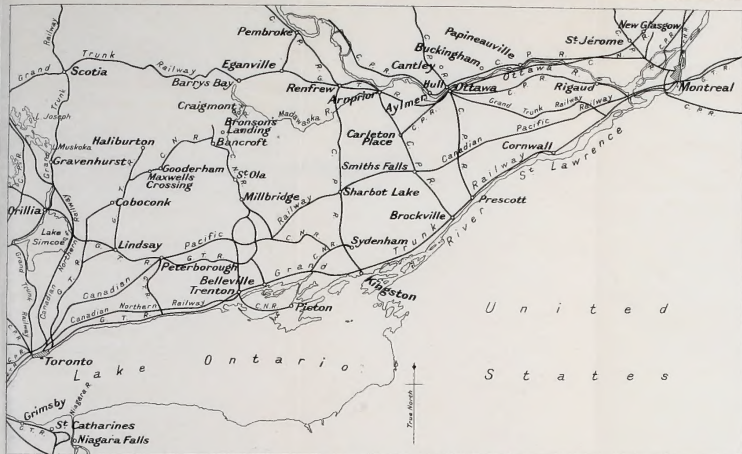 New Glasgow
Pembroke
Papineauville
St Jérome
Buckingham
Grand Trunk Railway
Scotia
Eganville
Cantley
Barrys Bay
Renfrew
Hull
Ottawa
Rigaud
Montreal
Craigmont
Arnprior
Aylmer
Grand Trunk Railway
Madawaska R
Joseph
Bronson's
Landing
Carleton
Place
Canadian Pacific Railway
Muskoka
Haliburton
Bancroft
Cornwall
Gravenhurst
Gooderham
Maxwells
Crossing
St Ola
Smiths Falls
St Lawrence River
Millbridge
Sharbot Lake
Prescott
Orillia
Coboconk
Brockville
Lake
Simcoe
Lindsay
Canadian Pacific Railway
Sydenham
Grand Trunk Railway
Peterborough
Belleville
Trenton
Kingston
Canadian Northern Railway
Picton
C.N.R.
G T R
C P R
C N R
United
States
Toronto
Lake Ontario
True North
Grimsby
Niagara R.
St Catharines
Niagara Falls